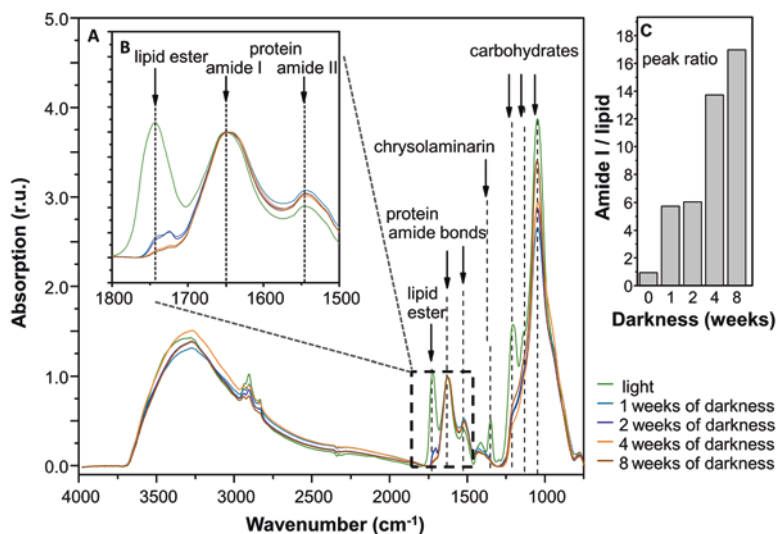 A
B
lipid ester
protein
amide I
amide II
1800
1700
1600
1500
carbohydrates
chrysolaminarin
protein
amide bonds
lipid
ester
5.0
4.0
3.0
2.0
1.0
0.0
Absorption (r.u.)
4000
3500
3000
2500
2000
1500
1000
Wavenumber (cm⁻¹)
C
peak ratio
18
16
14
12
10
8
6
4
2
0
Amide I / lipid
0 1 2 4 8
Darkness (weeks)
light
1 weeks of darkness
2 weeks of darkness
4 weeks of darkness
8 weeks of darkness